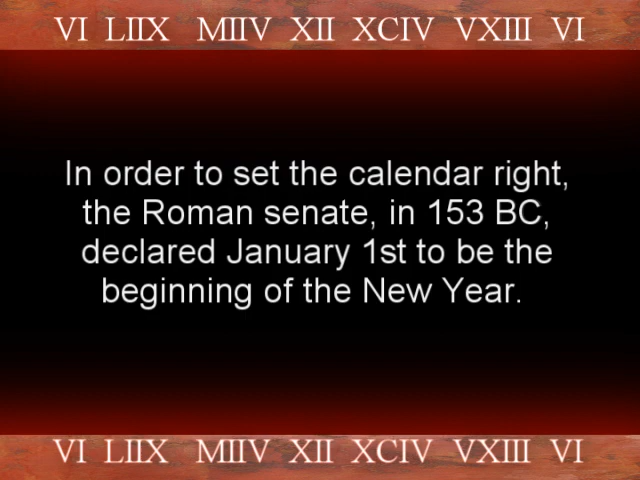 VI LIIX MIIV XII XCIV VXIII VI
In order to set the calendar right,
the Roman senate, in 153 BC,
declared January 1st to be the
beginning of the New Year.
VI LIIX MIIV XII XCIV VXIII VI